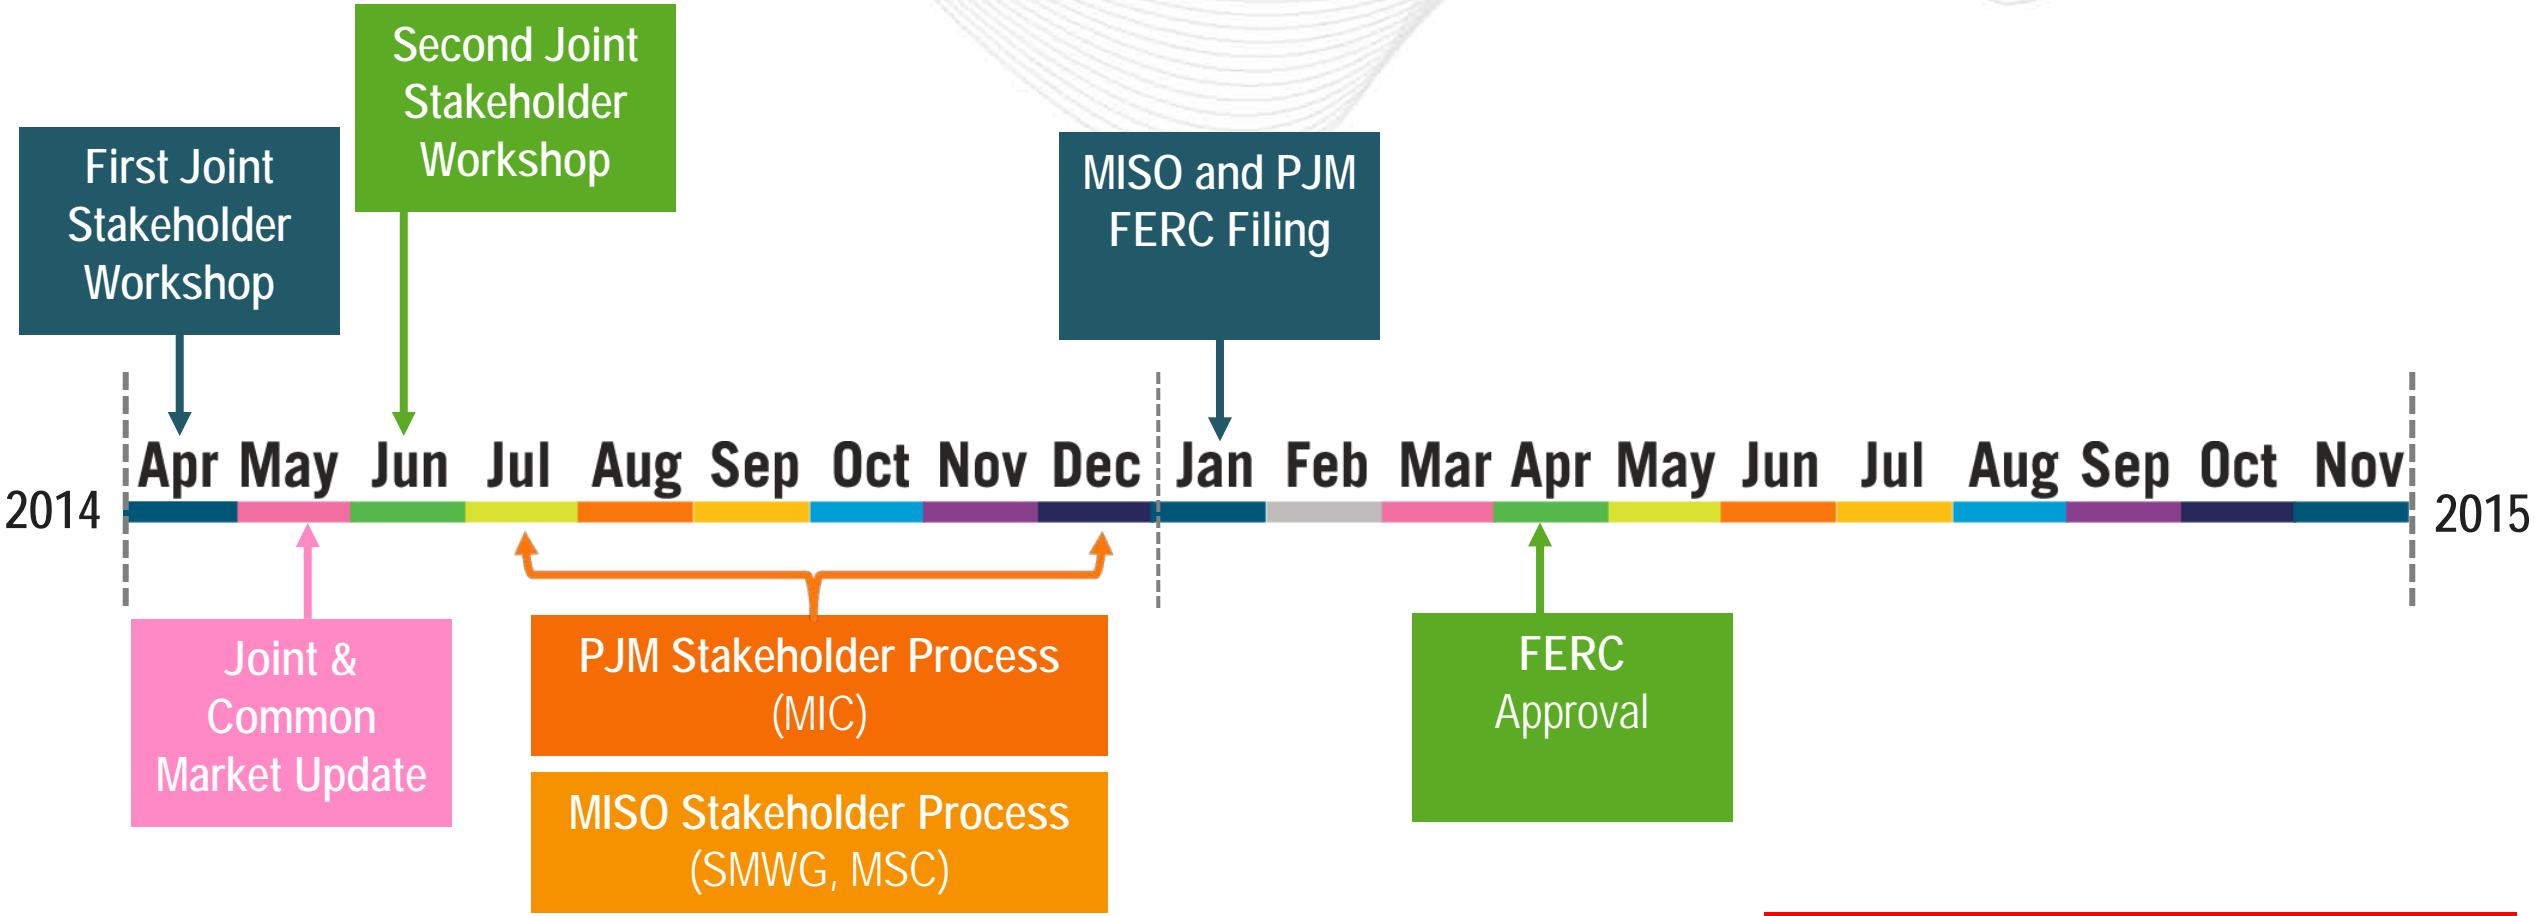 Second Joint
Stakeholder
Workshop
First Joint
Stakeholder
Workshop
MISO and PJM
FERC Filing
Apr May Jun Jul Aug Sep Oct Nov Dec Jan Feb Mar Apr May Jun Jul Aug Sep Oct Nov
2014
2015
Joint &
Common
Market Update
PJM Stakeholder Process
(MIC)
MISO Stakeholder Process
(SMWG, MSC)
FERC
Approval